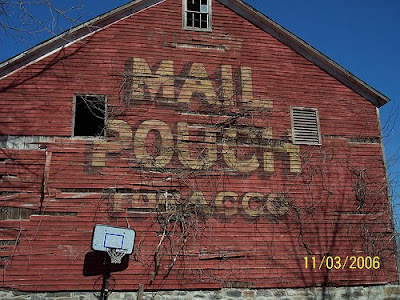 MAIL
POUCH
TOBACCO
11/03/2006